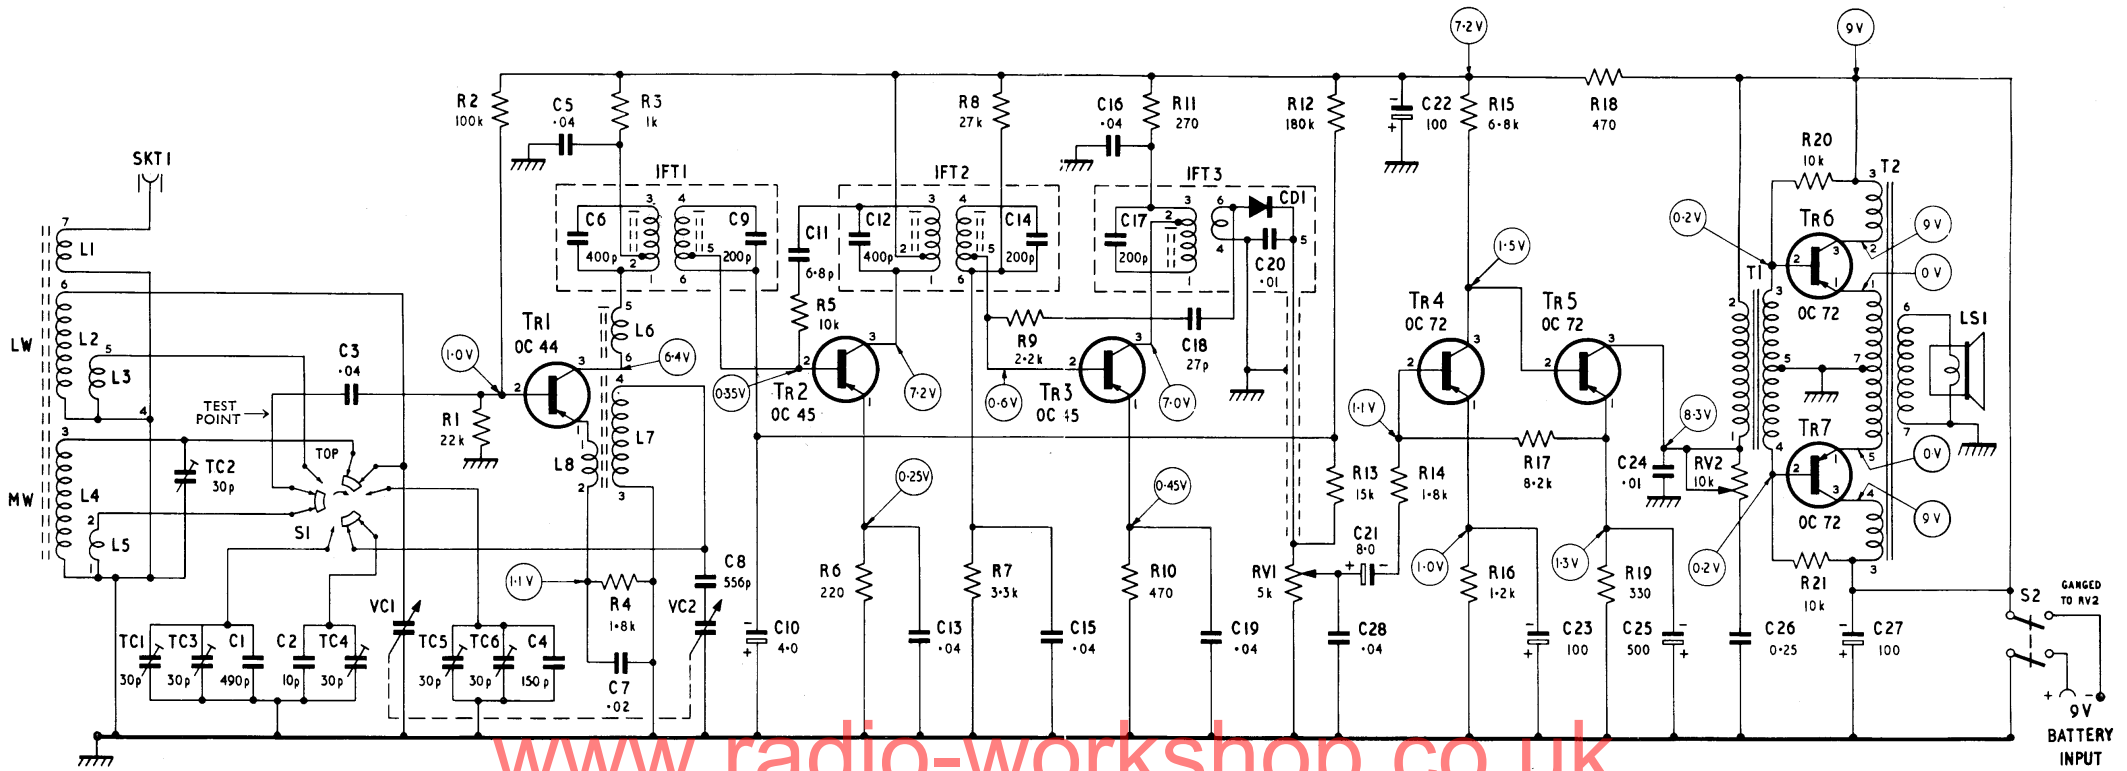 7·2V
9V
R2
100k
C5
·04
R3
1k
R8
27k
C16
·04
R11
270
R12
180k
C22
100
R15
6·8k
R18
470
R20
10k
T2
SKT1
IFT1
IFT2
IFT3
CD1
C6
400p
C9
200p
C11
6·8p
C12
400p
C14
200p
C17
200p
C20
·01
0·2V
TR6
OC 72
9V
0V
1·5V
T1
LW
L1
L2
L3
C3
·04
TEST
POINT
1·0V
TR1
OC 44
L6
6·4V
R5
10k
TR2
OC 45
0·35V
7·2V
R9
2·2k
C18
27p
0·6V
TR3
OC 45
7·0V
TR4
OC 72
TR5
OC 72
1·1V
8·3V
LS1
MW
L4
L5
TC2
30p
TOP
S1
R1
22k
L7
L8
R13
15k
R14
1·8k
R17
8·2k
C24
·01
RV2
10k
TR7
OC 72
0·V
9V
0·2V
R21
10k
0·25V
0·45V
C21
8·0
1·0V
1·3V
1·1V
R4
1·8k
C8
556p
VC1
VC2
R6
220
R7
3·3k
R10
470
RV1
5k
R16
1·2k
R19
330
TC1
30p
TC3
30p
C1
490p
C2
10p
TC4
30p
TC5
30p
TC6
30p
C4
150p
C7
·02
C10
4·0
C13
·04
C15
·04
C19
·04
C28
·04
C23
100
C25
500
C26
0·25
C27
100
S2
GANGED
TO RV2
+ -
9V
BATTERY
INPUT
www.radio-workshop.co.uk